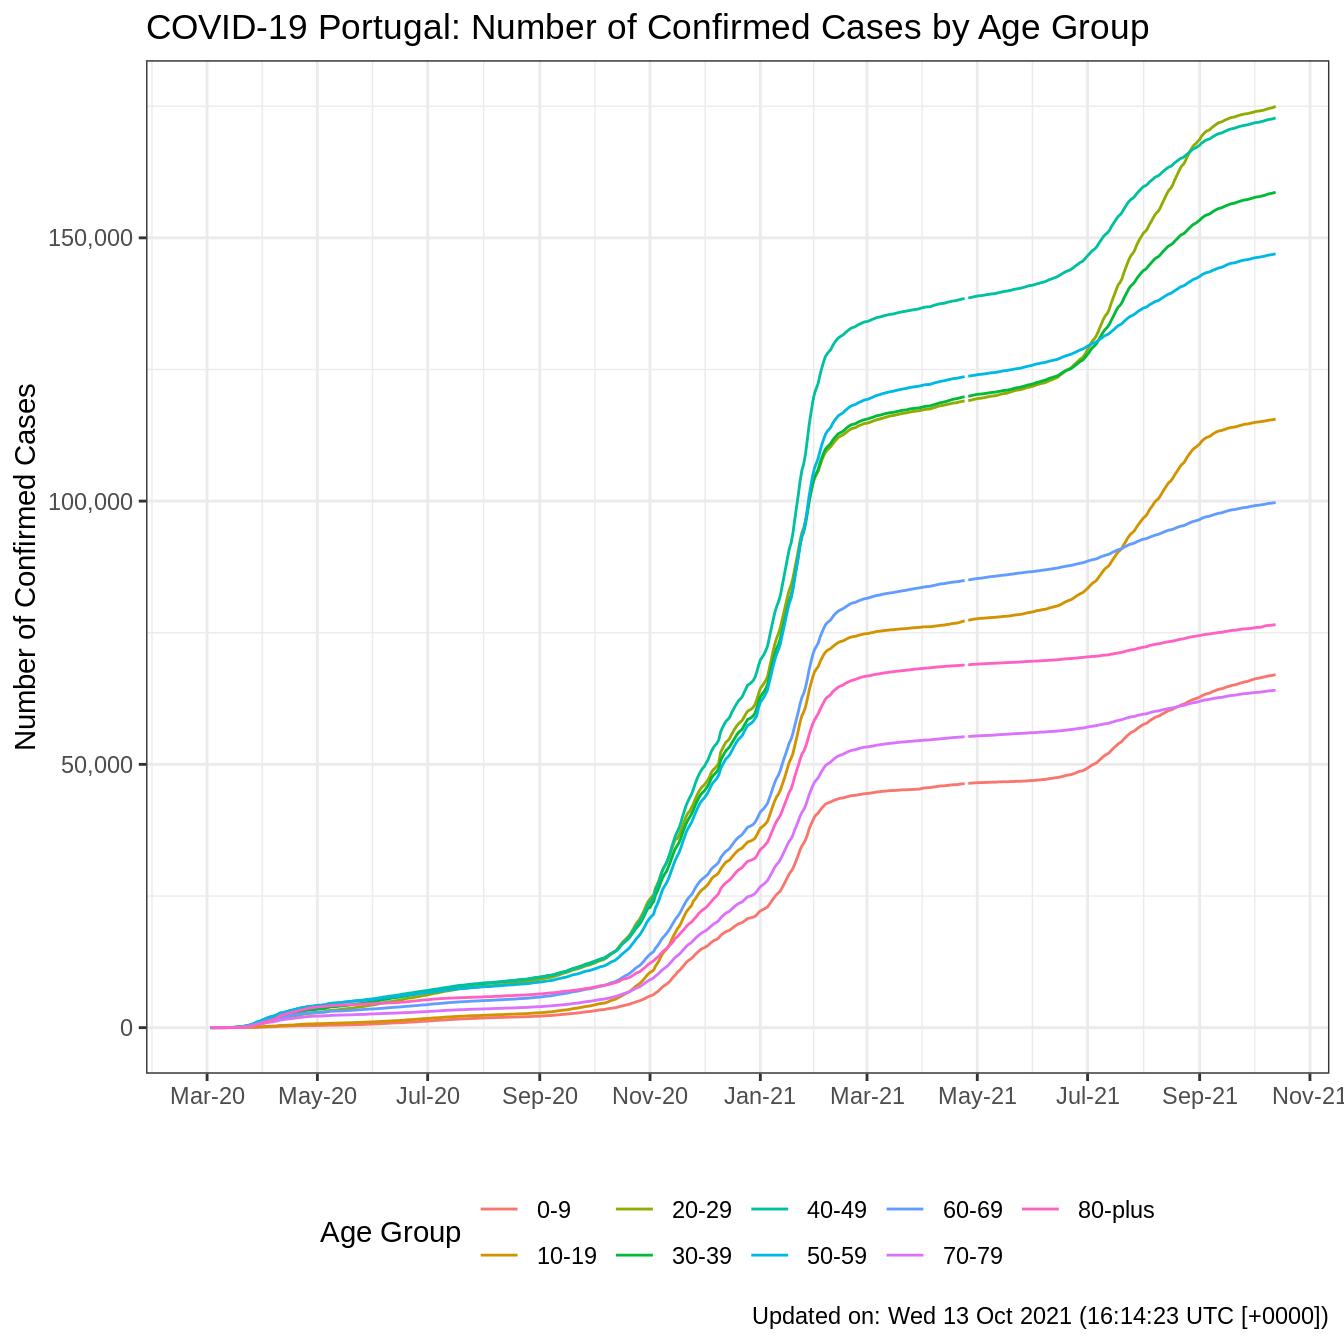 COVID-19 Portugal: Number of Confirmed Cases by Age Group
Number of Confirmed Cases
150,000
100,000
50,000
0
Mar-20 May-20 Jul-20 Sep-20 Nov-20 Jan-21 Mar-21 May-21 Jul-21 Sep-21 Nov-21
Age Group
0-9 20-29 40-49 60-69 80-plus
10-19 30-39 50-59 70-79
Updated on: Wed 13 Oct 2021 (16:14:23 UTC [+0000])